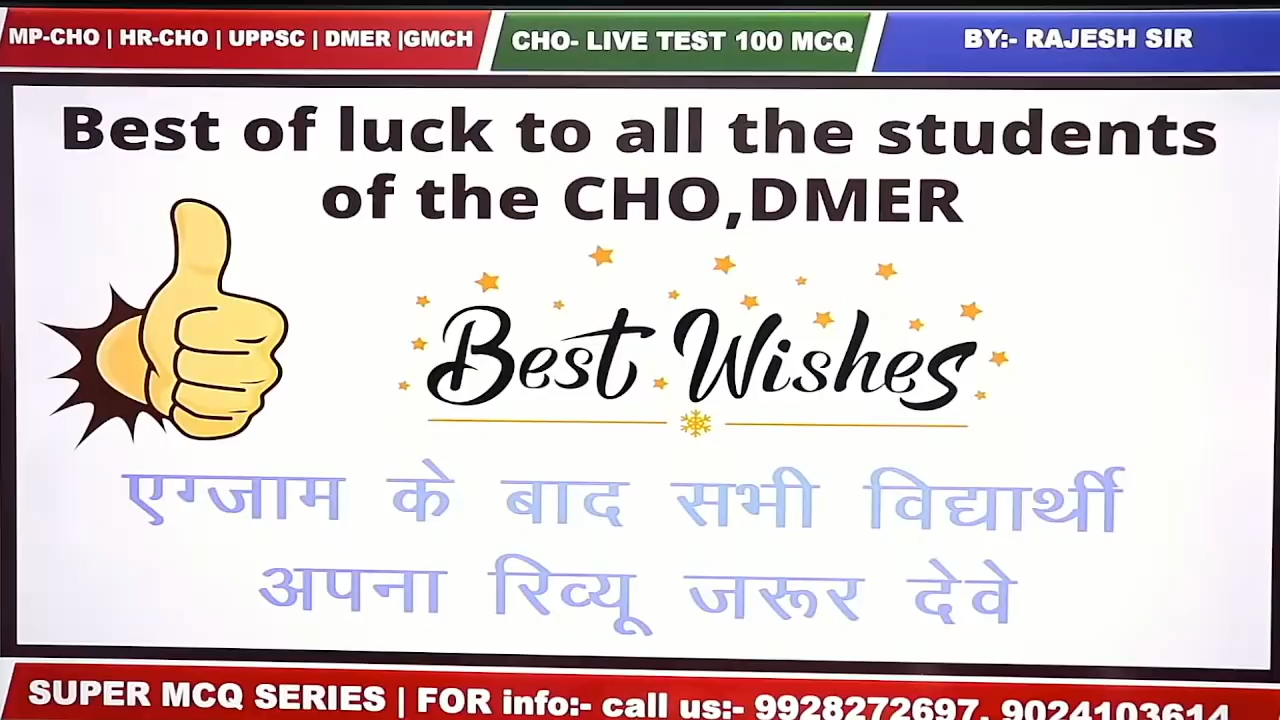 MP-CHO | HR-CHO | UPPSC | DMER |GMCH
CHO- LIVE TEST 100 MCQ
BY:- RAJESH SIR
Best of luck to all the students
of the CHO,DMER
Best Wishes
एग्जाम के बाद सभी विद्यार्थी
अपना रिव्यू जरूर देवे
SUPER MCQ SERIES | FOR info:- call us:- 9928272697, 9024103614